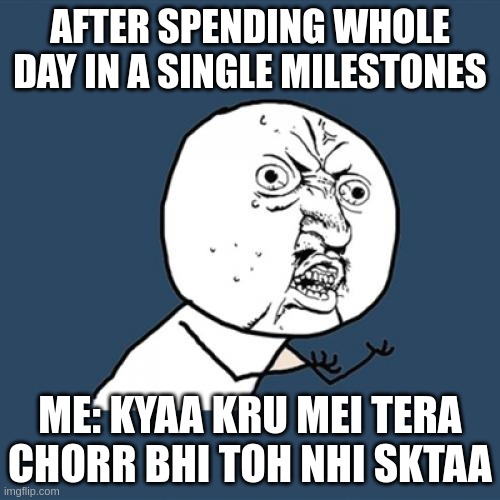 AFTER SPENDING WHOLE
DAY IN A SINGLE MILESTONES
ME: KYAA KRU MEI TERA
CHORR BHI TOH NHI SKTAA
imgflip.com